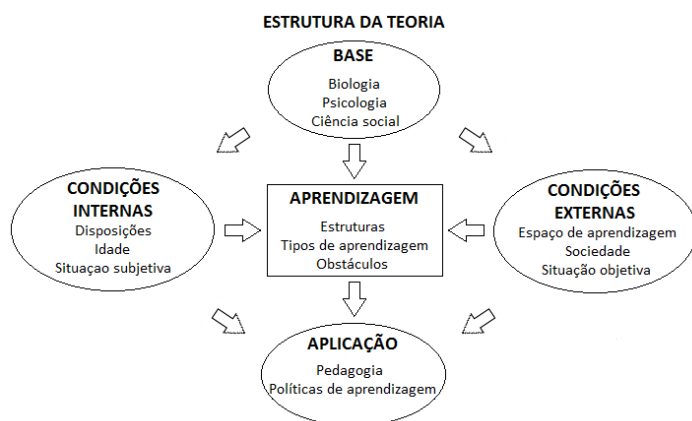 ESTRUTURA DA TEORIA
BASE
Biologia
Psicologia
Ciência social
CONDIÇÕES
INTERNAS
Disposições
Idade
Situaçao subjetiva
APRENDIZAGEM
Estruturas
Tipos de aprendizagem
Obstáculos
CONDIÇÕES
EXTERNAS
Espaço de aprendizagem
Sociedade
Situação objetiva
APLICAÇÃO
Pedagogia
Políticas de aprendizagem